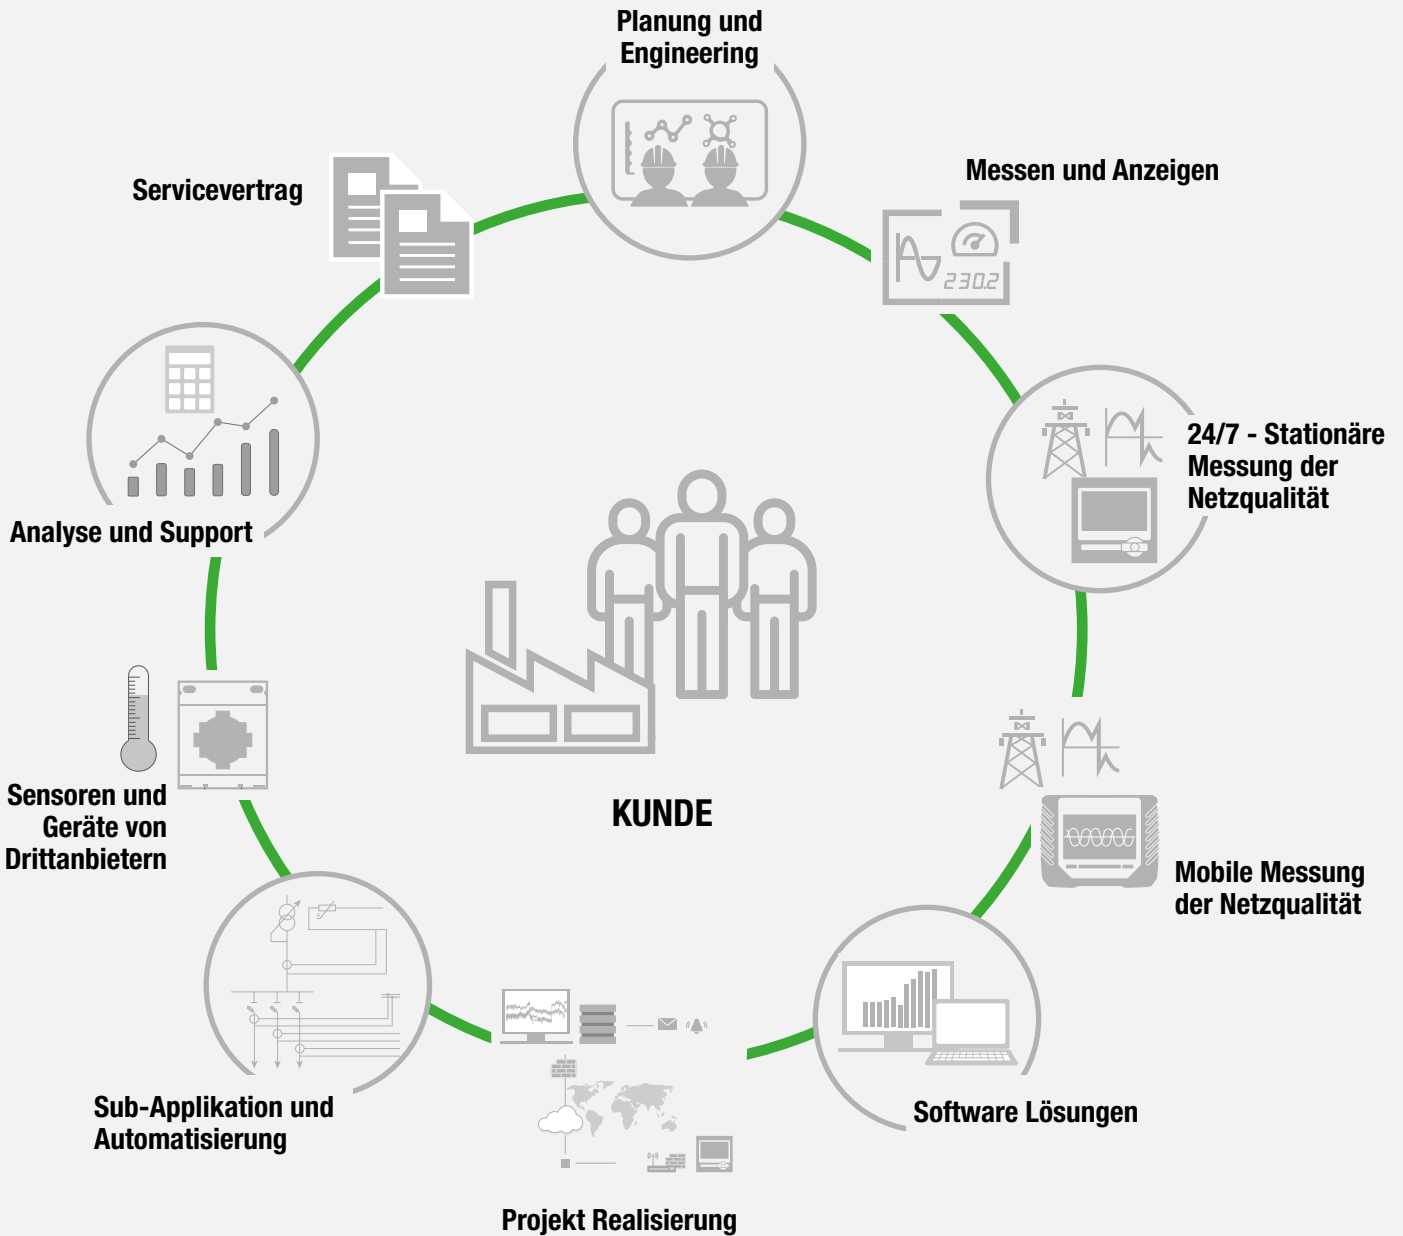 Planung und
Engineering
Messen und Anzeigen
Servicevertrag
230.2
24/7 - Stationäre
Messung der
Netzqualität
Analyse und Support
Sensoren und
Geräte von
Drittanbietern
KUNDE
Mobile Messung
der Netzqualität
Sub-Applikation und
Automatisierung
Software Lösungen
Projekt Realisierung